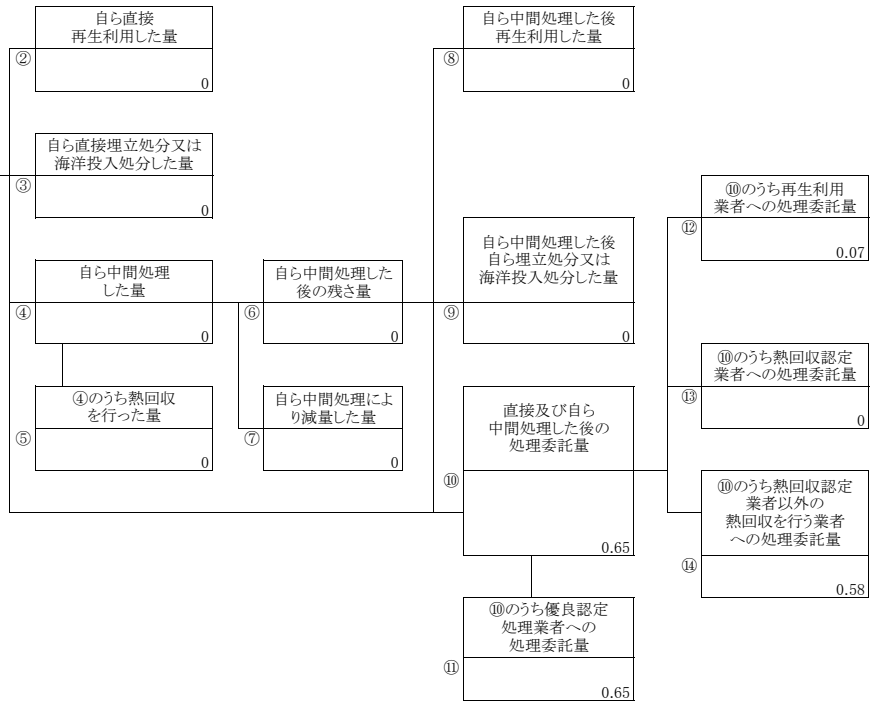 自ら直接
再生利用した量
②
0
自ら直接埋立処分又は
海洋投入処分した量
③
0
自ら中間処理
した量
④
0
④のうち熱回収
を行った量
⑤
0
自ら中間処理した
後の残さ量
⑥
0
自ら中間処理によ
り減量した量
⑦
0
自ら中間処理した後
再生利用した量
⑧
0
自ら中間処理した後
自ら埋立処分又は
海洋投入処分した量
⑨
0
直接及び自ら
中間処理した後の
処理委託量
⑩
0.65
⑩のうち優良認定
処理業者への
処理委託量
⑪
0.65
⑩のうち再生利用
業者への処理委託量
⑫
0.07
⑩のうち熱回収認定
業者への処理委託量
⑬
0
⑩のうち熱回収認定
業者以外の
熱回収を行う業者
への処理委託量
⑭
0.58